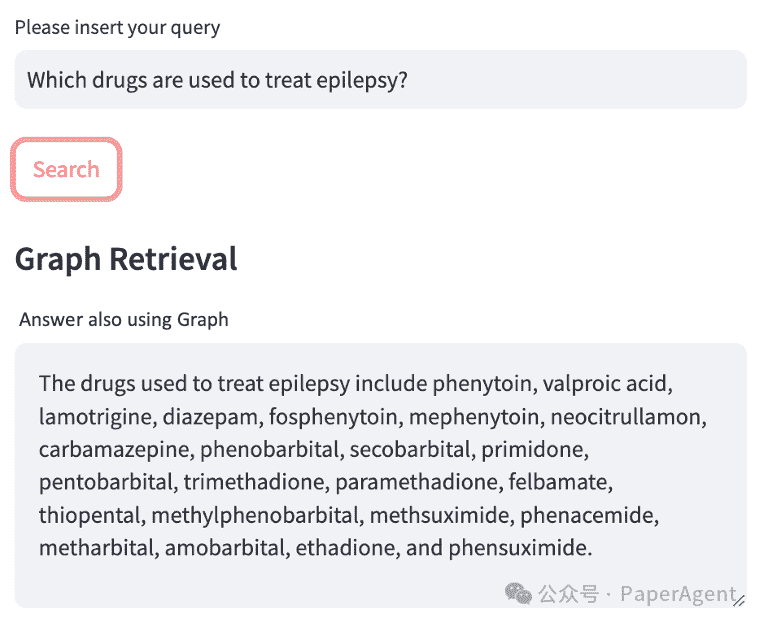 Please insert your query
Which drugs are used to treat epilepsy?
Search
Graph Retrieval
Answer also using Graph
The drugs used to treat epilepsy include phenytoin, valproic acid,
lamotrigine, diazepam, fosphenytoin, mephenytoin, neocitrullamon,
carbamazepine, phenobarbital, secobarbital, primidone,
pentobarbital, trimethadione, paramethadione, felbamate,
thiopental, methylphenobarbital, methsuximide, phenacemide,
metharbital, amobarbital, ethadione, and phensuximide.
公众号 · PaperAgent